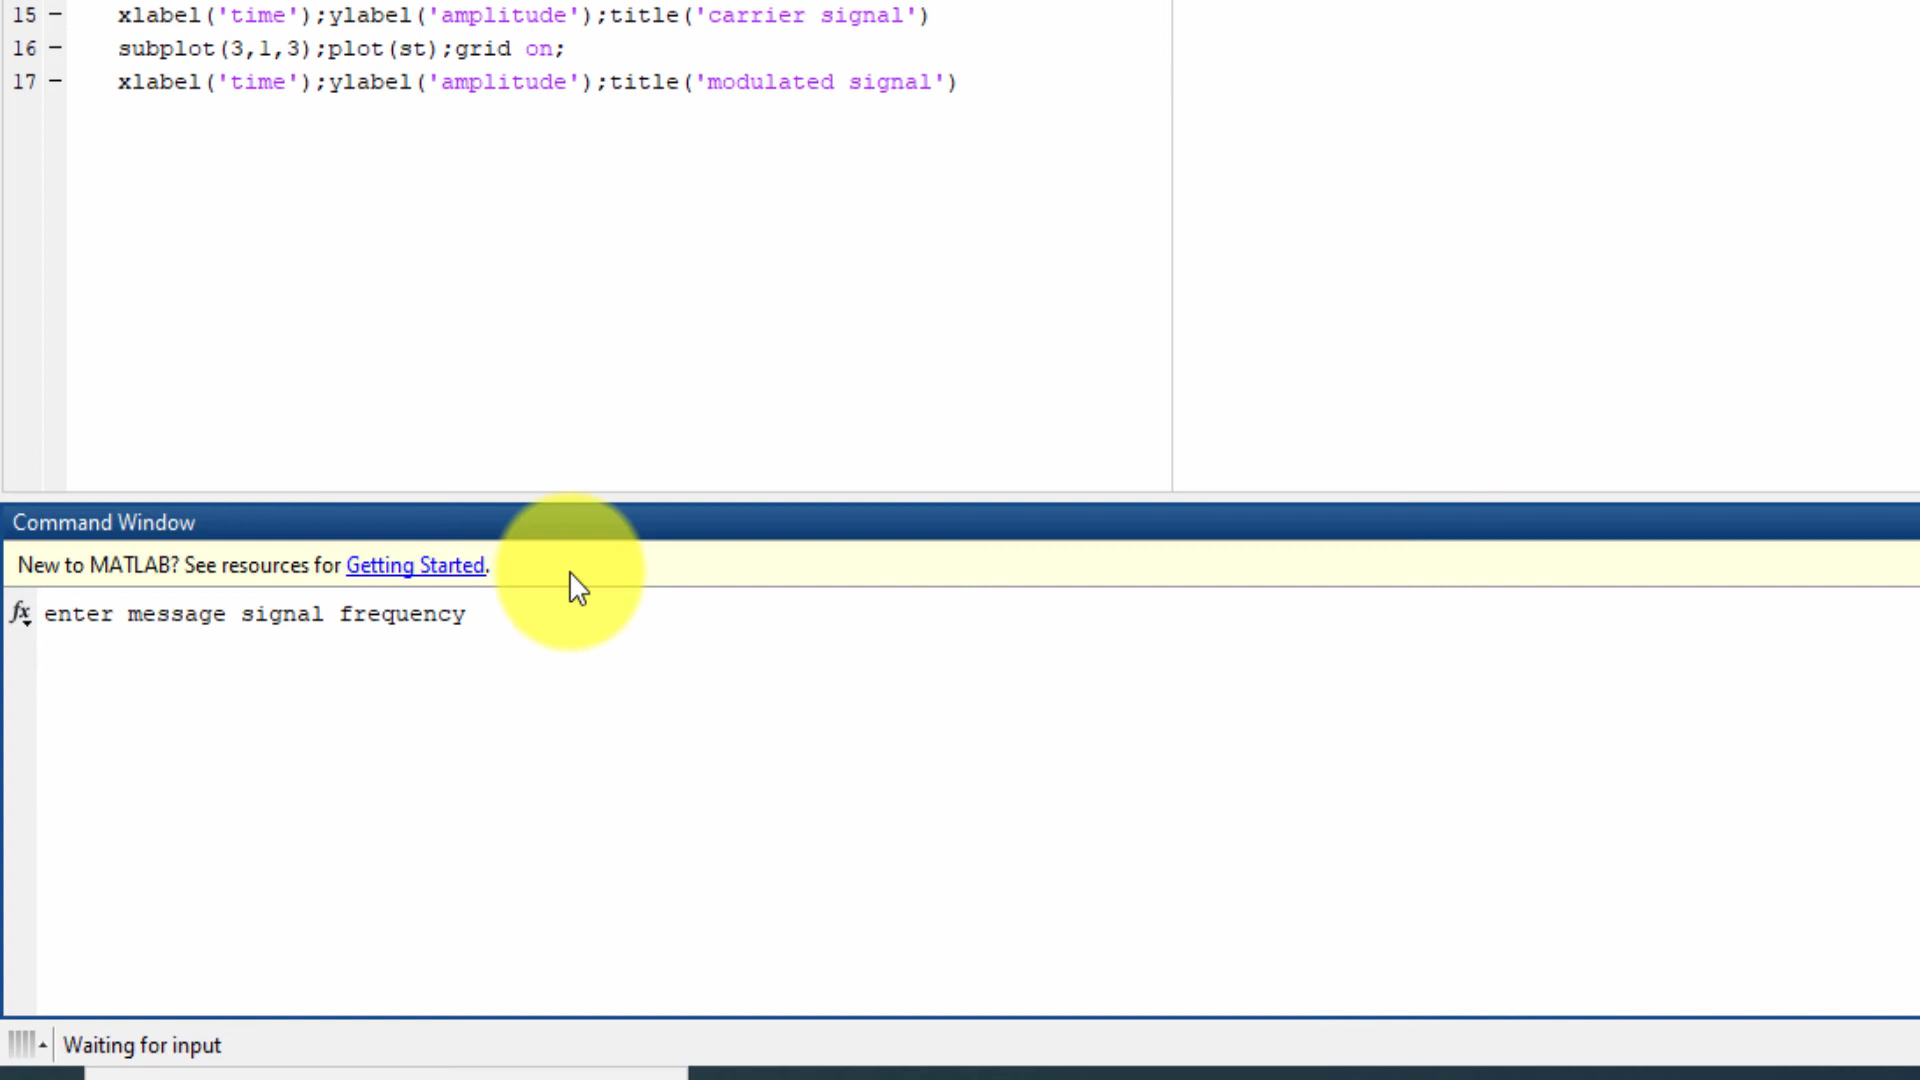 15 - xlabel('time');ylabel('amplitude');title('carrier signal')
16 - subplot(3,1,3);plot(st);grid on;
17 - xlabel('time');ylabel('amplitude');title('modulated signal')
Command Window
New to MATLAB? See resources for Getting Started.
fx enter message signal frequency
Waiting for input